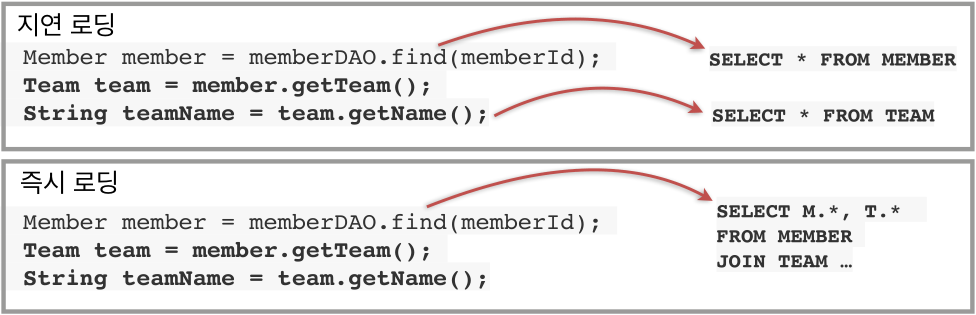 지연 로딩
Member member = memberDAO.find(memberId);
SELECT * FROM MEMBER
Team team = member.getTeam();
String teamName = team.getName();
SELECT * FROM TEAM
즉시 로딩
Member member = memberDAO.find(memberId);
Team team = member.getTeam();
String teamName = team.getName();
SELECT M.*, T.*
FROM MEMBER
JOIN TEAM …